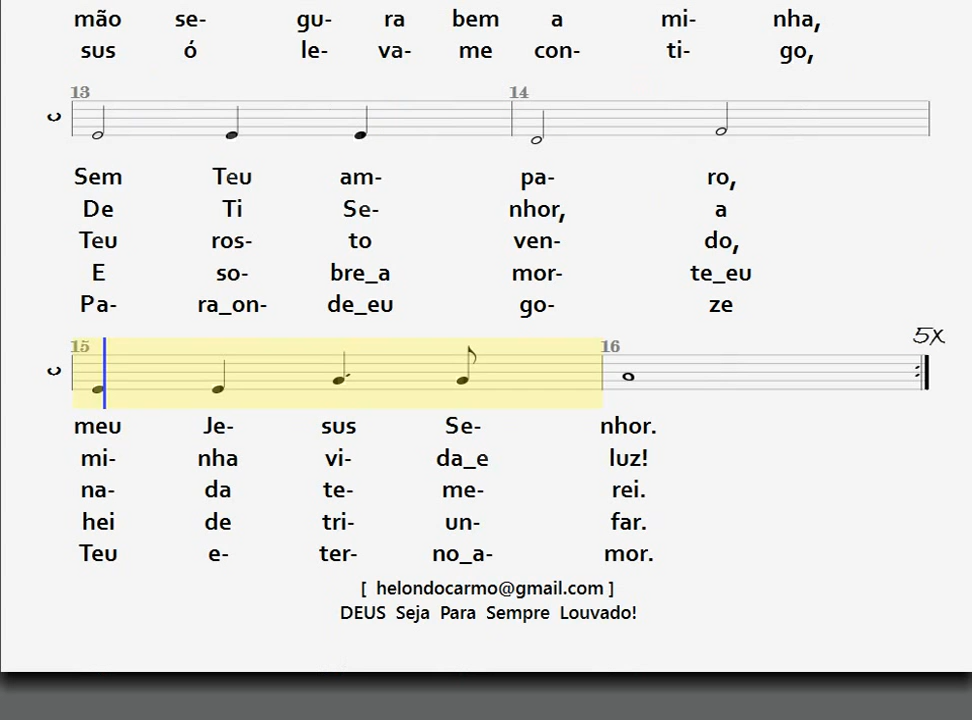 mão se- gu- ra bem a mi- nha,
sus ó le- va- me con- ti- go,
13 14
Sem Teu am- pa- ro,
De Ti Se- nhor, a
Teu ros- to ven- do,
E so- bre_a mor- te_eu
Pa- ra_on- de_eu go- ze
15 16 5X
meu Je- sus Se- nhor.
mi- nha vi- da_e luz!
na- da te- me- rei.
hei de tri- un- far.
Teu e- ter- no_a- mor.
[ helondocarmo@gmail.com ]
DEUS Seja Para Sempre Louvado!